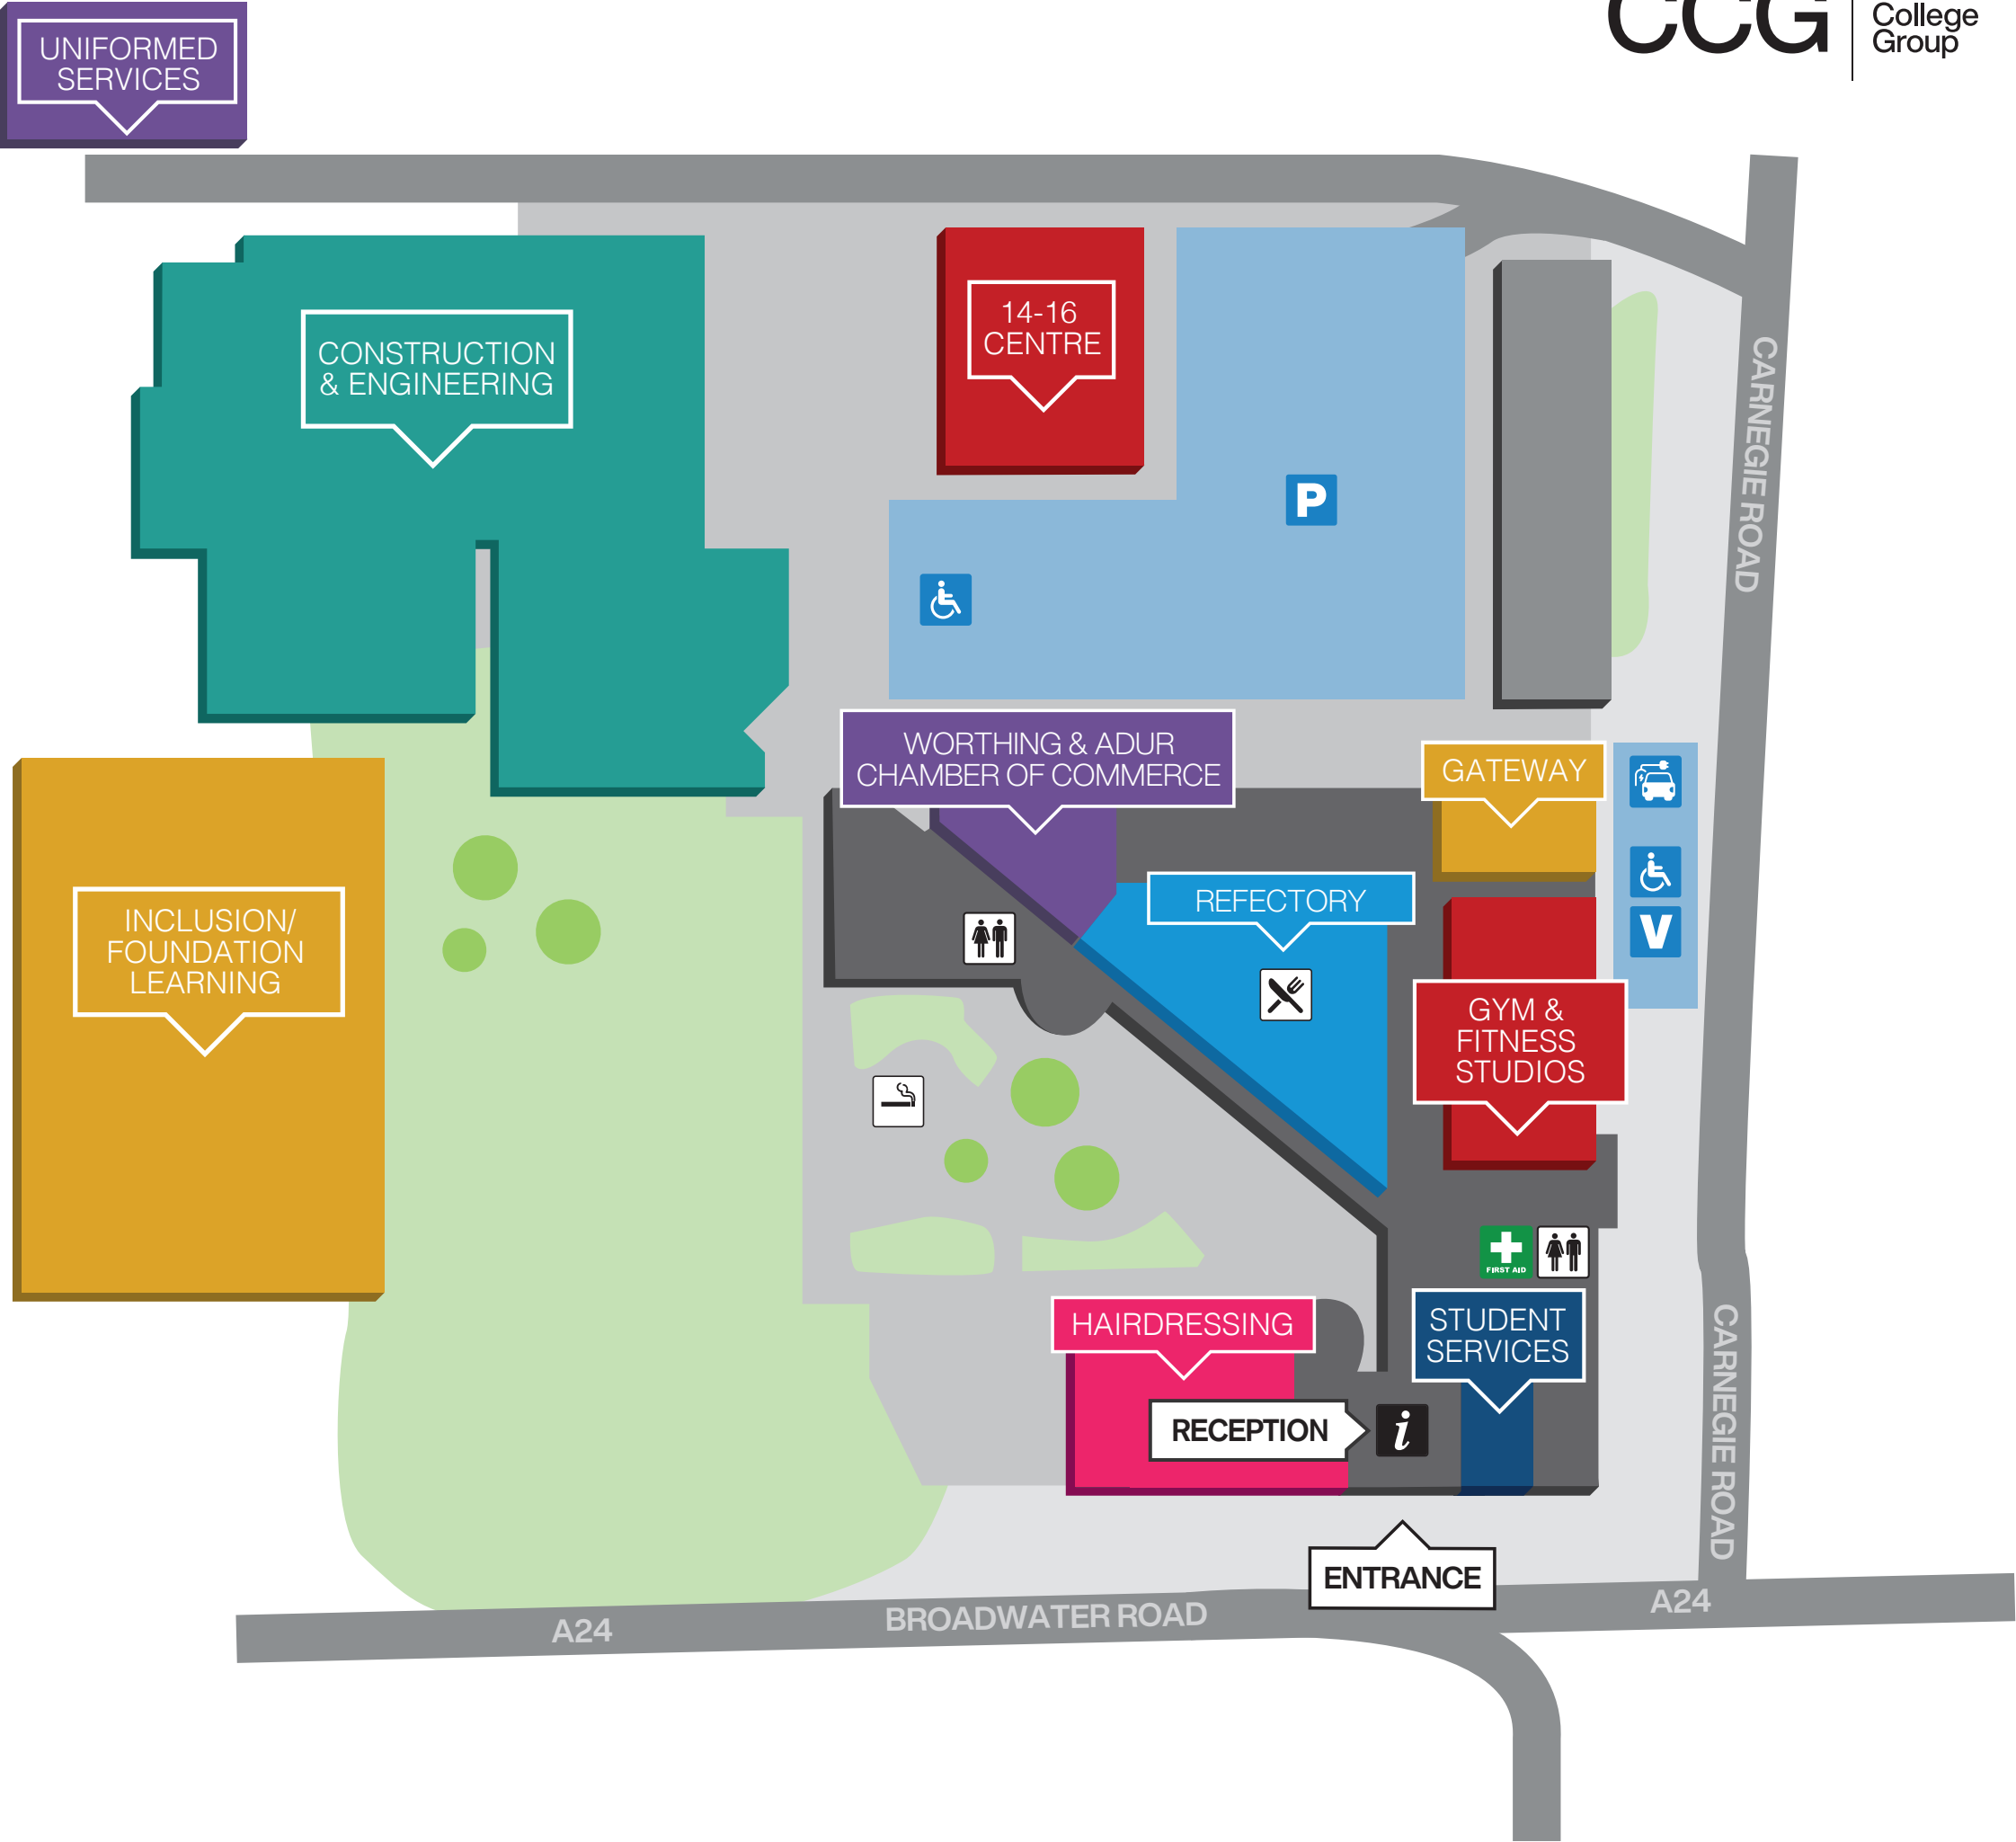 CCG
College
Group
UNIFORMED
SERVICES
CONSTRUCTION
& ENGINEERING
14-16
CENTRE
P
CARNEGIE ROAD
WORTHING & ADUR
CHAMBER OF COMMERCE
GATEWAY
REFECTORY
V
INCLUSION/
FOUNDATION
LEARNING
GYM &
FITNESS
STUDIOS
FIRST AID
HAIRDRESSING
STUDENT
SERVICES
RECEPTION
i
CARNEGIE ROAD
ENTRANCE
A24
BROADWATER ROAD
A24